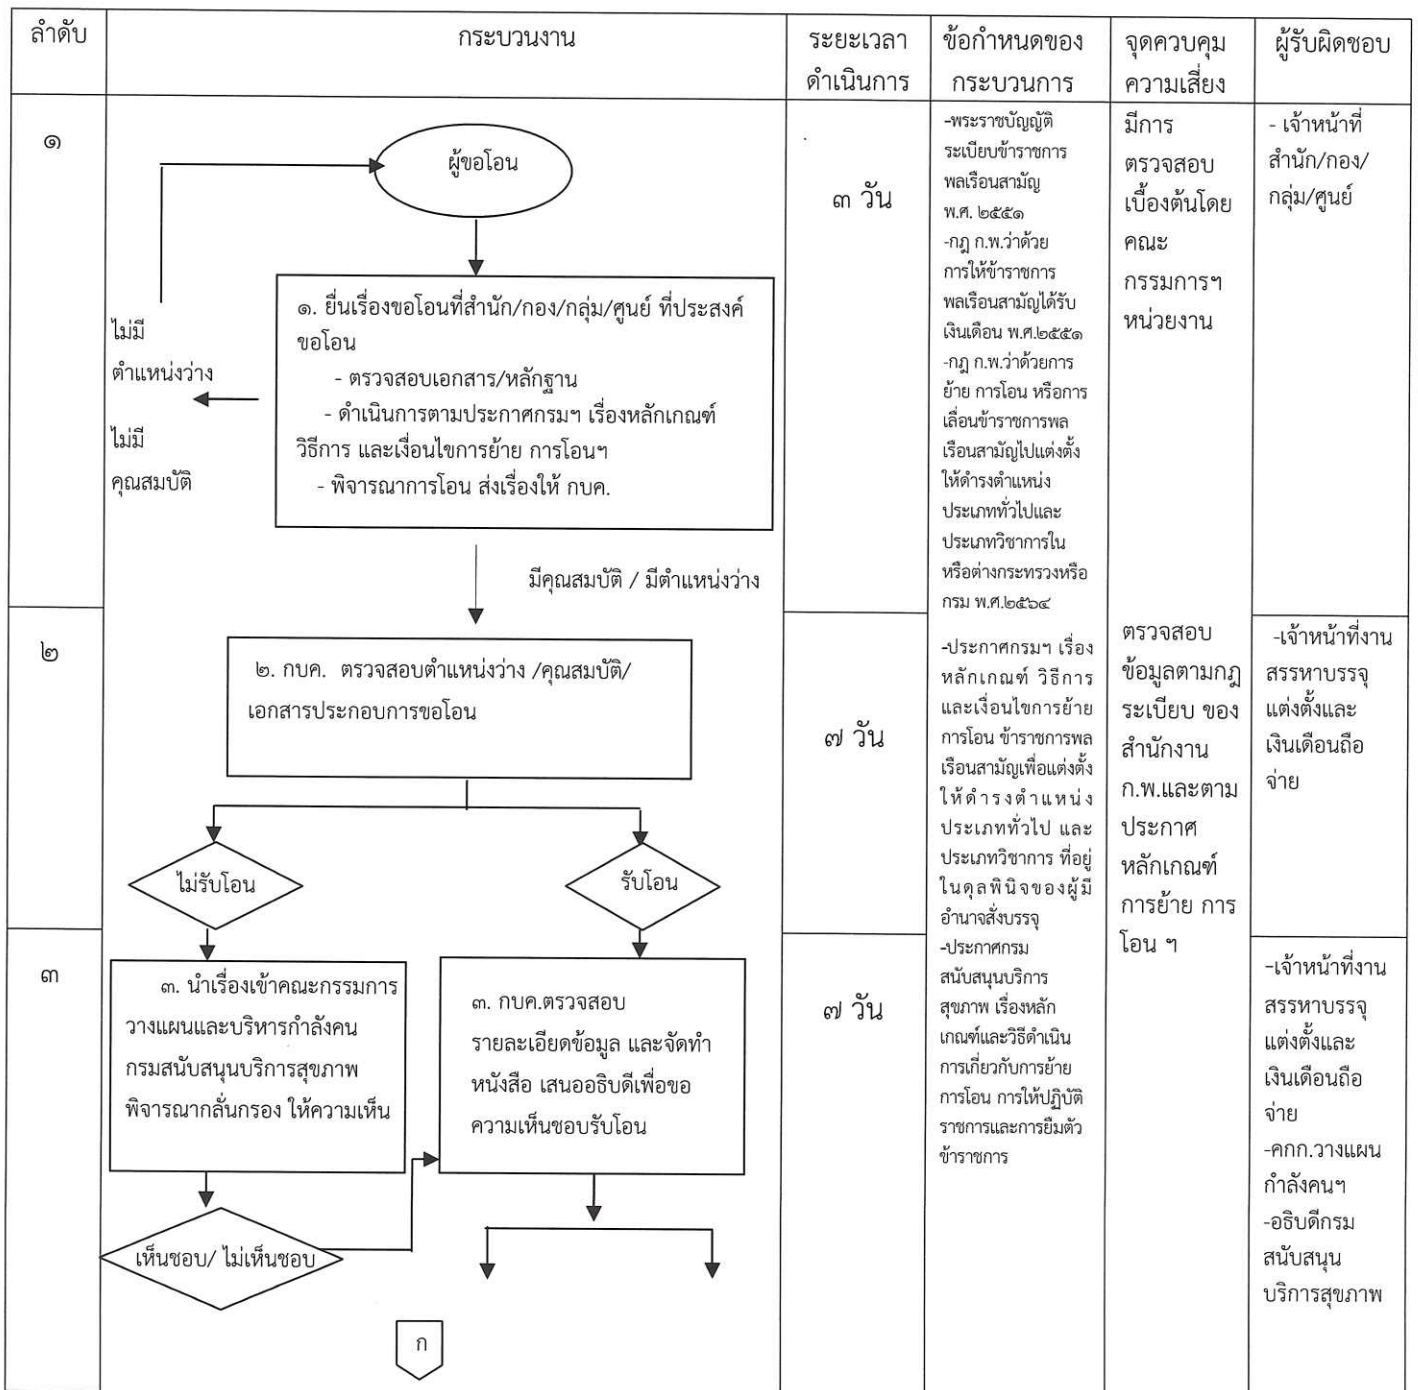 ลำดับ
กระบวนงาน
ระยะเวลา
ดำเนินการ
ข้อกำหนดของ
กระบวนการ
จุดควบคุม
ความเสี่ยง
ผู้รับผิดชอบ
๑
ผู้ขอโอน
ไม่มี
ตำแหน่งว่าง
ไม่มี
คุณสมบัติ
๑. ยื่นเรื่องขอโอนที่สำนัก/กอง/กลุ่ม/ศูนย์ ที่ประสงค์
ขอโอน
- ตรวจสอบเอกสาร/หลักฐาน
- ดำเนินการตามประกาศกรมฯ เรื่องหลักเกณฑ์
วิธีการ และเงื่อนไขการย้าย การโอนฯ
- พิจารณาการโอน ส่งเรื่องให้ กบค.
มีคุณสมบัติ / มีตำแหน่งว่าง
๓ วัน
-พระราชบัญญัติ
ระเบียบข้าราชการ
พลเรือนสามัญ
พ.ศ. ๒๕๕๑
-กฎ ก.พ.ว่าด้วย
การให้ข้าราชการ
พลเรือนสามัญได้รับ
เงินเดือน พ.ศ.๒๕๕๑
-กฎ ก.พ.ว่าด้วยการ
ย้าย การโอน หรือการ
เลื่อนข้าราชการพล
เรือนสามัญไปแต่งตั้ง
ให้ดำรงตำแหน่ง
ประเภททั่วไปและ
ประเภทวิชาการใน
หรือต่างกระทรวงหรือ
กรม พ.ศ.๒๕๖๔
มีการ
ตรวจสอบ
เบื้องต้นโดย
คณะ
กรรมการฯ
หน่วยงาน
- เจ้าหน้าที่
สำนัก/กอง/
กลุ่ม/ศูนย์
๒
๒. กบค. ตรวจสอบตำแหน่งว่าง /คุณสมบัติ/
เอกสารประกอบการขอโอน
ไม่รับโอน
รับโอน
๗ วัน
-ประกาศกรมฯ เรื่อง
หลักเกณฑ์ วิธีการ
และเงื่อนไขการย้าย
การโอน ข้าราชการพล
เรือนสามัญเพื่อแต่งตั้ง
ให้ดำรงตำแหน่ง
ประเภททั่วไป และ
ประเภทวิชาการ ที่อยู่
ในดุลพินิจของผู้มี
อำนาจสั่งบรรจุ
-ประกาศกรม
สนับสนุนบริการ
สุขภาพ เรื่องหลัก
เกณฑ์และวิธีดำเนิน
การเกี่ยวกับการย้าย
การโอน การให้ปฏิบัติ
ราชการและการยืมตัว
ข้าราชการ
ตรวจสอบ
ข้อมูลตามกฎ
ระเบียบ ของ
สำนักงาน
ก.พ.และตาม
ประกาศ
หลักเกณฑ์
การย้าย การ
โอน ฯ
-เจ้าหน้าที่งาน
สรรหาบรรจุ
แต่งตั้งและ
เงินเดือนถือ
จ่าย
๓
๓. นำเรื่องเข้าคณะกรรมการ
วางแผนและบริหารกำลังคน
กรมสนับสนุนบริการสุขภาพ
พิจารณากลั่นกรอง ให้ความเห็น
๓. กบค.ตรวจสอบ
รายละเอียดข้อมูล และจัดทำ
หนังสือ เสนออธิบดีเพื่อขอ
ความเห็นชอบรับโอน
เห็นชอบ/ ไม่เห็นชอบ
ก
๗ วัน
-เจ้าหน้าที่งาน
สรรหาบรรจุ
แต่งตั้งและ
เงินเดือนถือ
จ่าย
-คกก.วางแผน
กำลังคนฯ
-อธิบดีกรม
สนับสนุน
บริการสุขภาพ